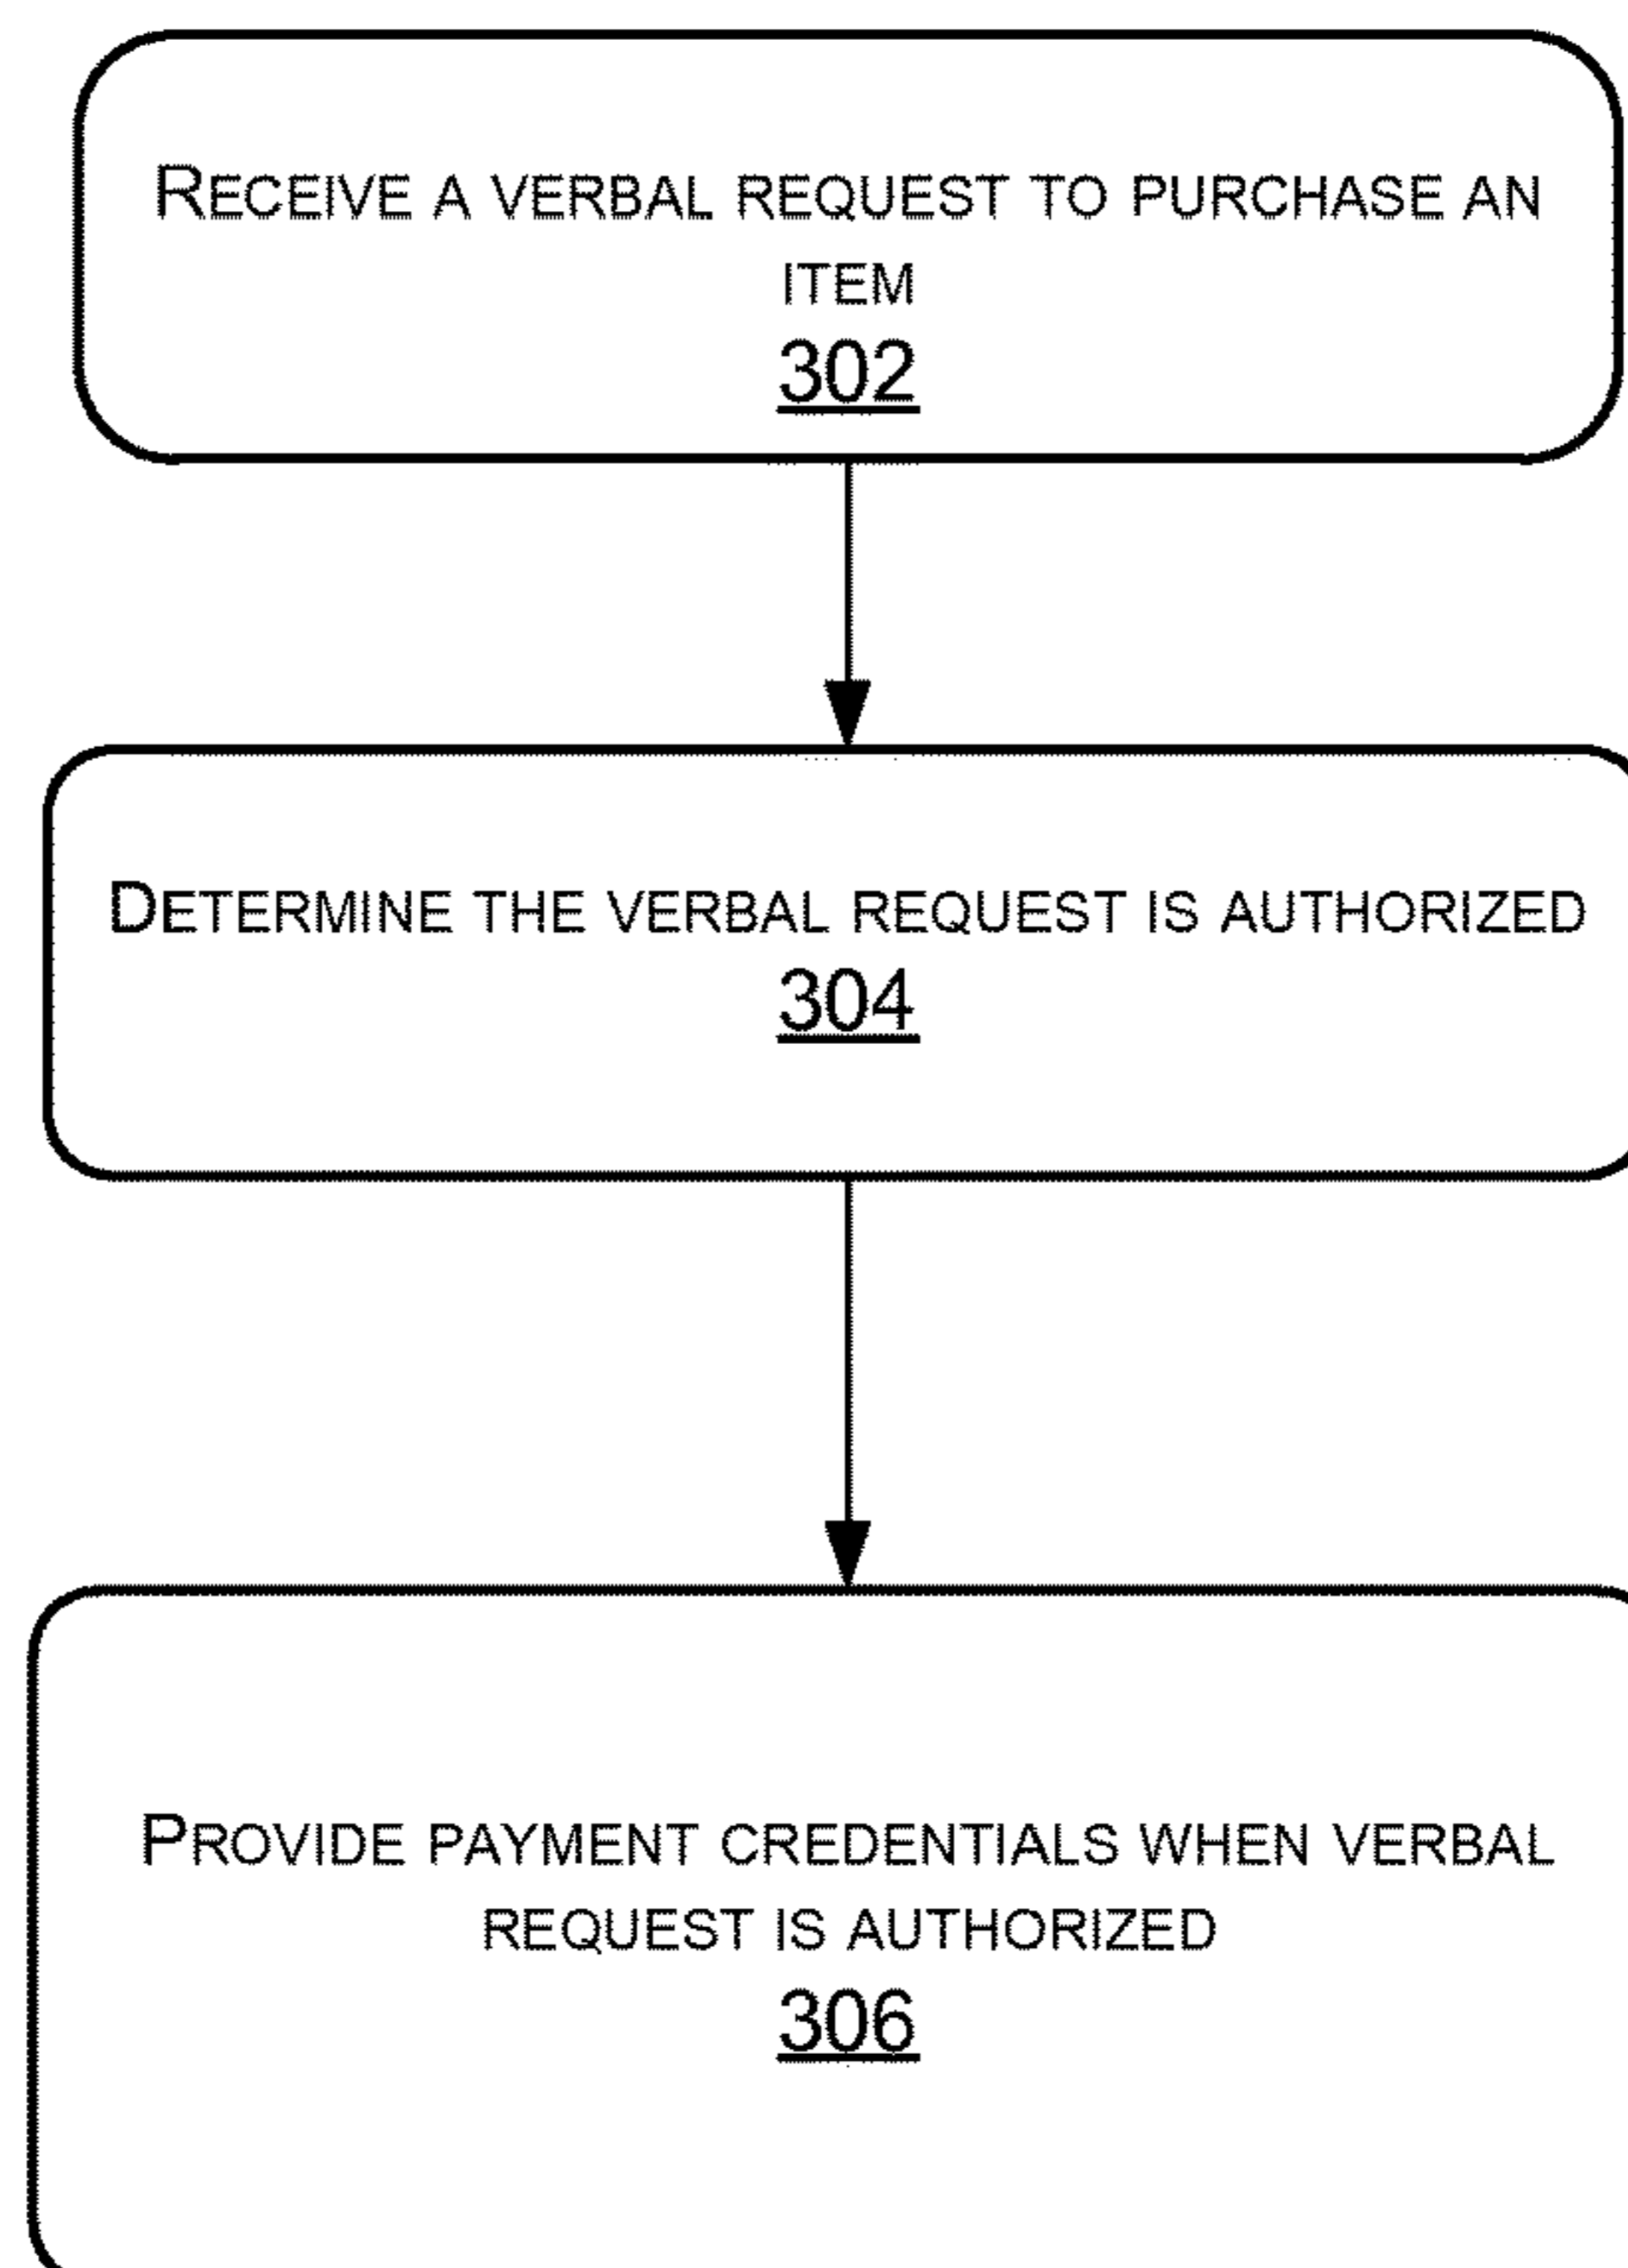 RECEIVE A VERBAL REQUEST TO PURCHASE AN
ITEM
302
DETERMINE THE VERBAL REQUEST IS AUTHORIZED
304
PROVIDE PAYMENT CREDENTIALS WHEN VERBAL
REQUEST IS AUTHORIZED
306